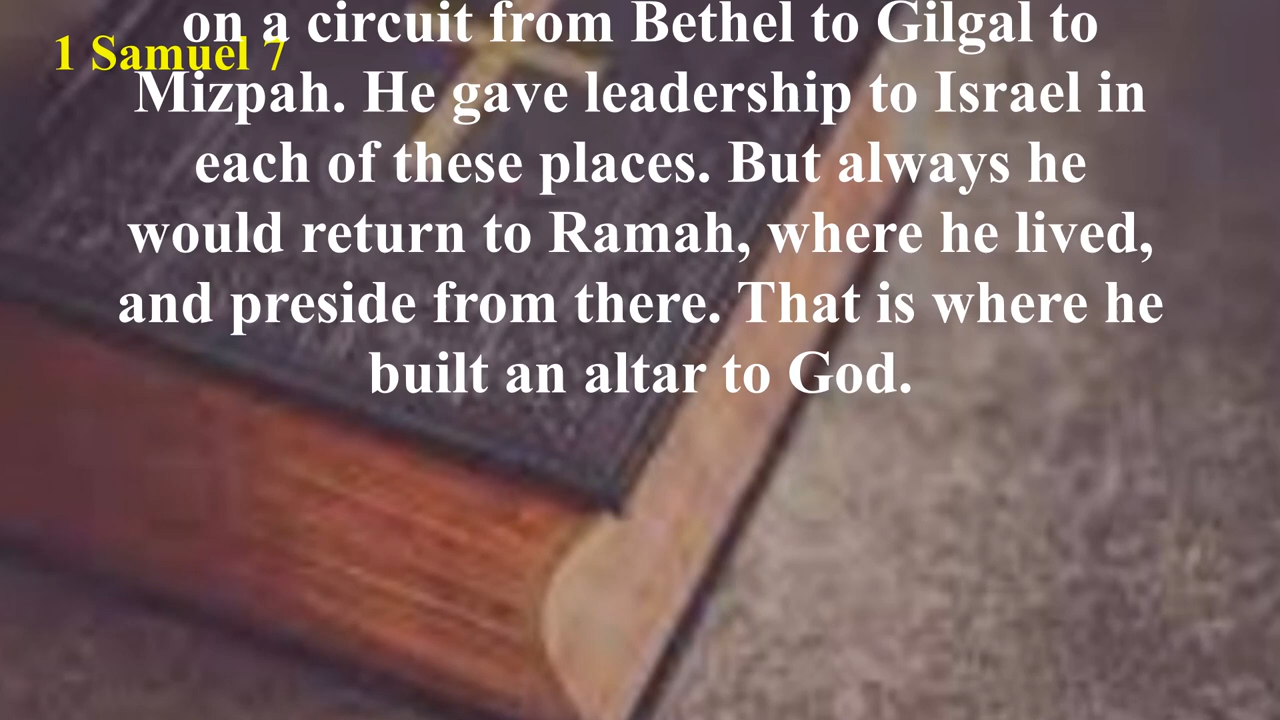 on a circuit from Bethel to Gilgal to
1 Samuel 7
Mizpah. He gave leadership to Israel in
each of these places. But always he
would return to Ramah, where he lived,
and preside from there. That is where he
built an altar to God.